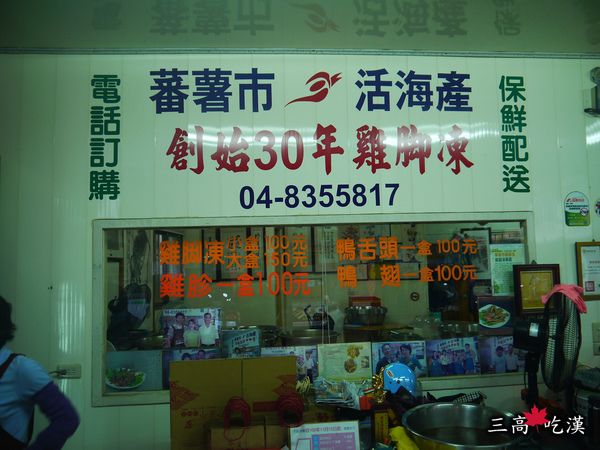 電話訂購
蕃薯市 活海產
保鮮配送
創始30年雞脚凍
04-8355817
雞脚凍小盒100元
大盒150元
雞胗一盒100元
鴨舌頭一盒100元
鴨翅一盒100元
三高 吃漢